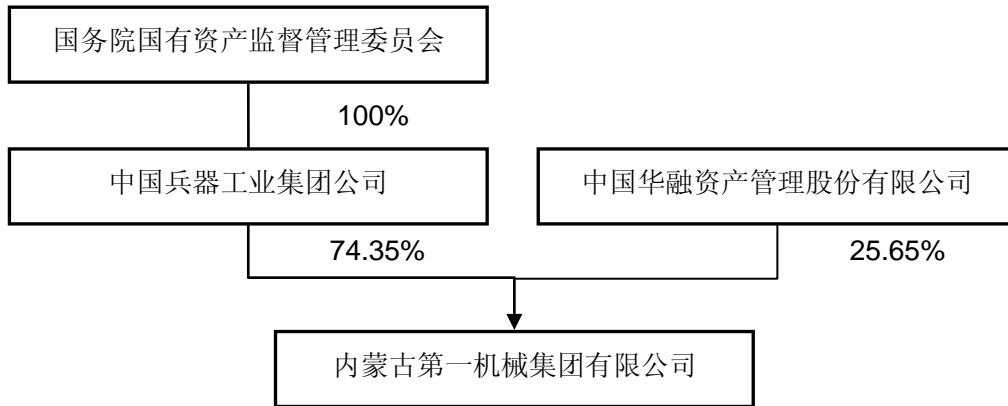 国务院国有资产监督管理委员会
100%
中国兵器工业集团公司
中国华融资产管理股份有限公司
74.35%
25.65%
内蒙古第一机械集团有限公司